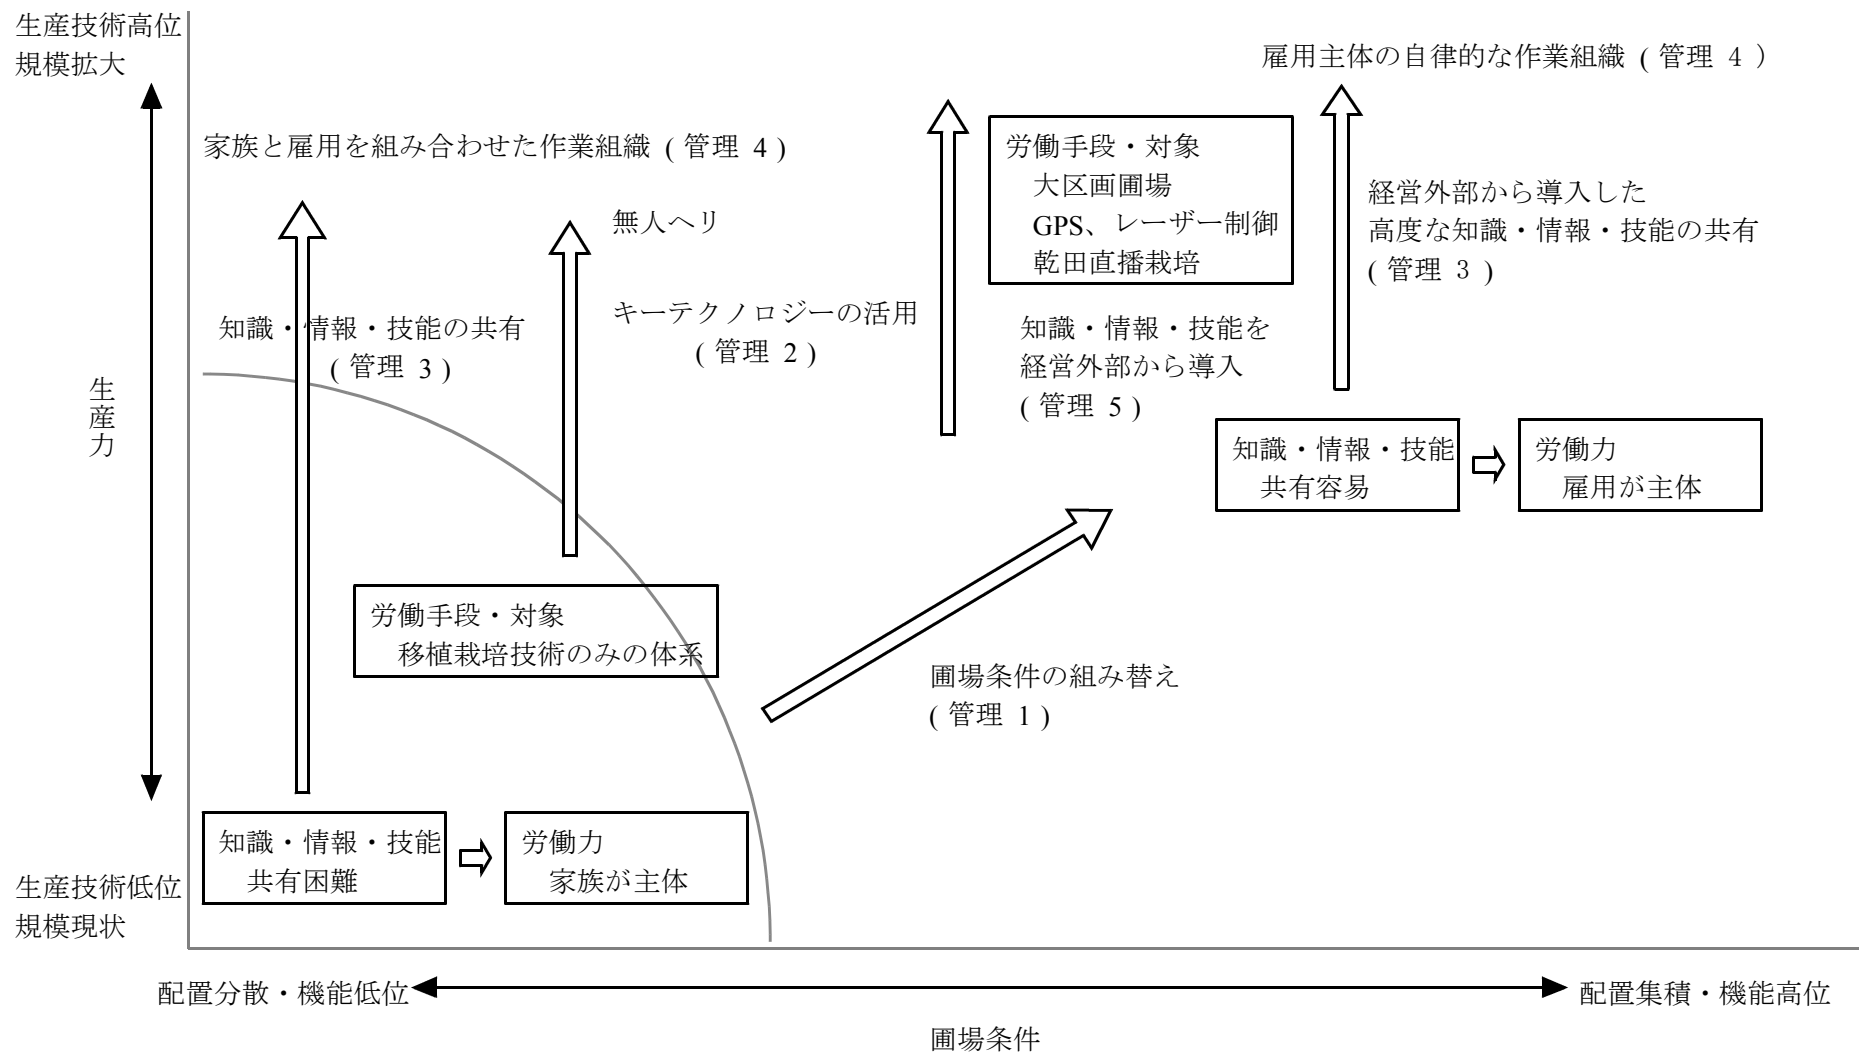 生産技術高位
規模拡大
雇用主体の自律的な作業組織 ( 管理 ４ ）
家族と雇用を組み合わせた作業組織 ( 管理 4 )
労働手段・対象
大区画圃場
GPS、レーザー制御
乾田直播栽培
経営外部から導入した
高度な知識・情報・技能の共有
( 管理 ３ )
無人ヘリ
キーテクノロジーの活用
( 管理 2 )
知識・情報・技能の共有
( 管理 3 )
知識・情報・技能を
経営外部から導入
( 管理 5 )
生産力
知識・情報・技能
共有容易
労働力
雇用が主体
労働手段・対象
移植栽培技術のみの体系
圃場条件の組み替え
( 管理 1 )
知識・情報・技能
共有困難
労働力
家族が主体
生産技術低位
規模現状
配置分散・機能低位
配置集積・機能高位
圃場条件